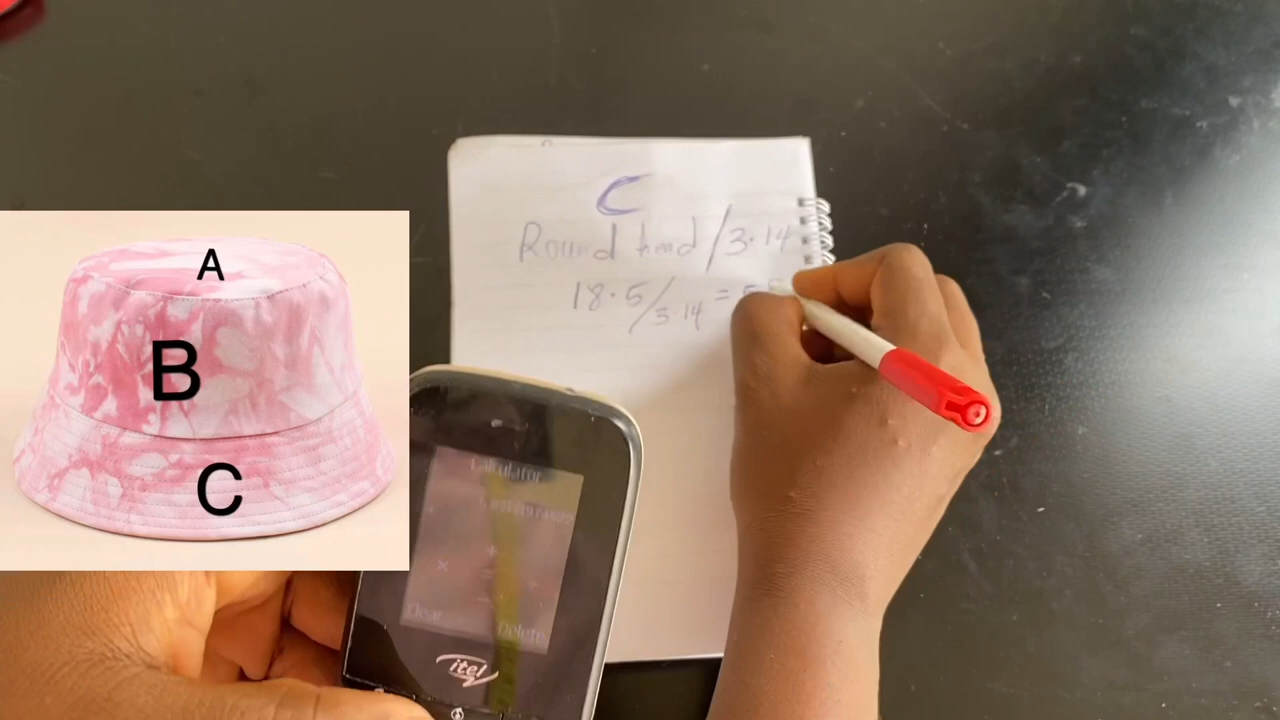 A
B
C
C
Round head / 3.14
18.5 / 3.14 =
Calculator
+
×
Clear
Delete
itel